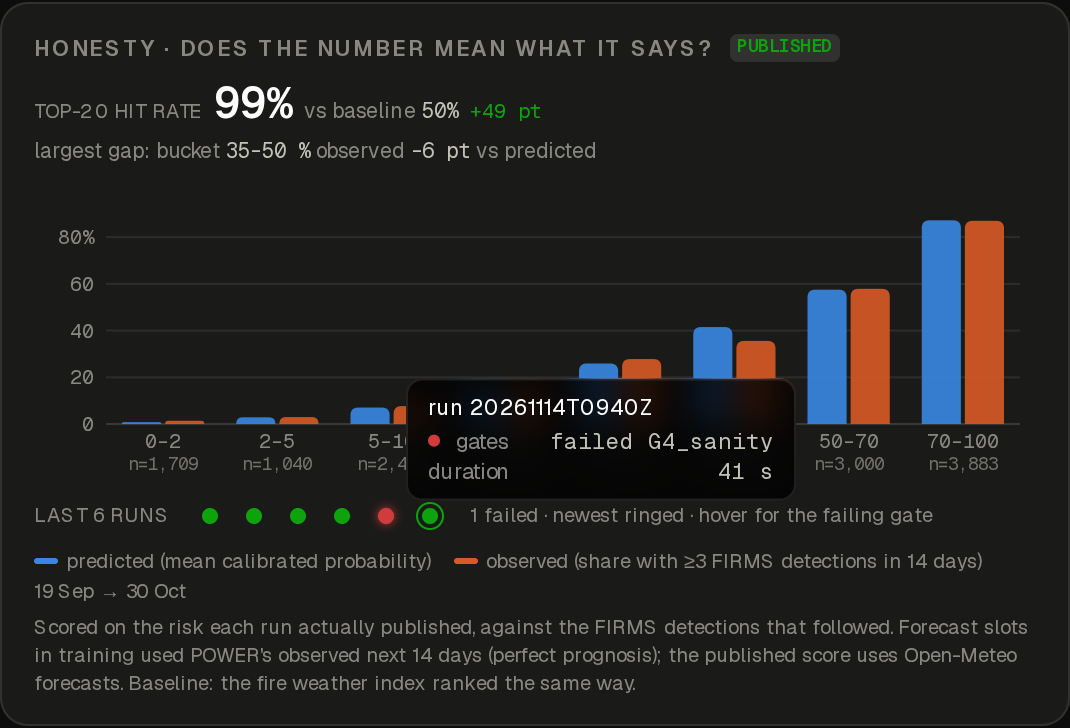 HONESTY · DOES THE NUMBER MEAN WHAT IT SAYS? PUBLISHED
TOP-20 HIT RATE 99% vs baseline 50% +49 pt
largest gap: bucket 35-50 % observed -6 pt vs predicted
80%
60
40
20
0
0-2 2-5 50-70 70-100
n=1,709 n=1,040 n=3,000 n=3,883
run 20261114T0940Z
gates failed G4_sanity
duration 41 s
LAST 6 RUNS 1 failed · newest ringed · hover for the failing gate
predicted (mean calibrated probability) observed (share with ≥3 FIRMS detections in 14 days)
19 Sep → 30 Oct
Scored on the risk each run actually published, against the FIRMS detections that followed. Forecast slots
in training used POWER's observed next 14 days (perfect prognosis); the published score uses Open-Meteo
forecasts. Baseline: the fire weather index ranked the same way.